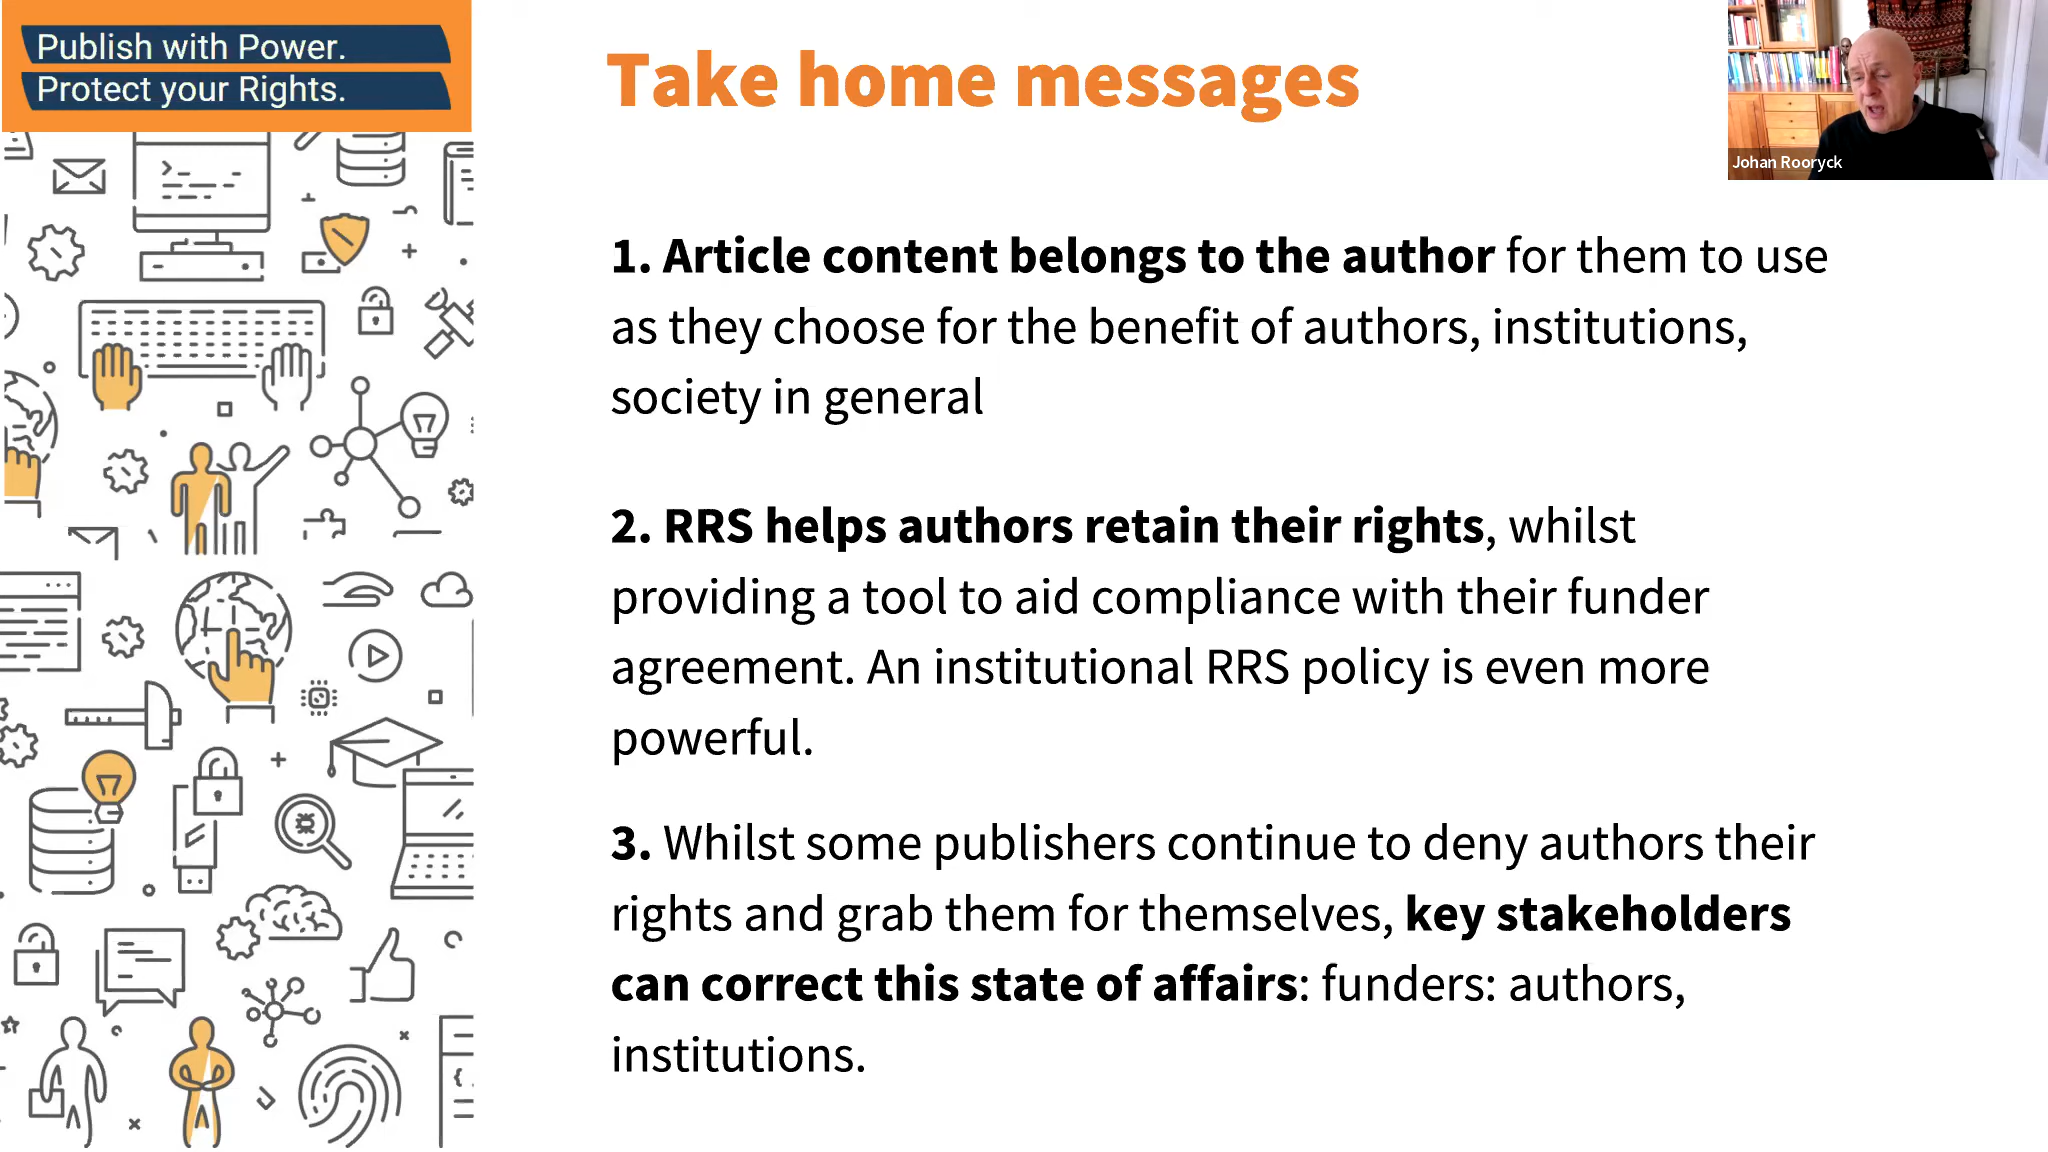 Publish with Power.
Protect your Rights.
Take home messages
Johan Rooryck
1. Article content belongs to the author for them to use
as they choose for the benefit of authors, institutions,
society in general
2. RRS helps authors retain their rights, whilst
providing a tool to aid compliance with their funder
agreement. An institutional RRS policy is even more
powerful.
3. Whilst some publishers continue to deny authors their
rights and grab them for themselves, key stakeholders
can correct this state of affairs: funders: authors,
institutions.